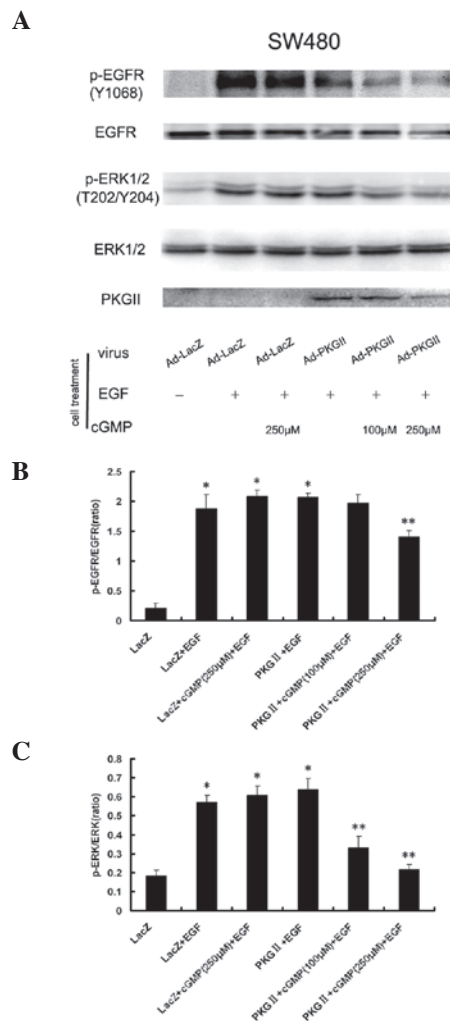 A
SW480
p-EGFR
(Y1068)
EGFR
p-ERK1/2
(T202/Y204)
ERK1/2
PKGII
cell treatment
virus Ad-LacZ Ad-LacZ Ad-LacZ Ad-PKGII Ad-PKGII Ad-PKGII
EGF – + + + + +
cGMP 250μM 100μM 250μM
B
p-EGFR/EGFR(ratio)
2.5
2
1.5
1
0.5
0
* * * **
LacZ
LacZ+EGF
LacZ+cGMP(250μM)+EGF
PKG II +EGF
PKG II +cGMP(100μM)+EGF
PKG II +cGMP(250μM)+EGF
C
p-ERK/ERK(ratio)
0.8
0.7
0.6
0.5
0.4
0.3
0.2
0.1
0
* * * ** **
LacZ
LacZ+EGF
LacZ+cGMP(250μM)+EGF
PKG II +EGF
PKG II +cGMP(100μM)+EGF
PKG II +cGMP(250μM)+EGF